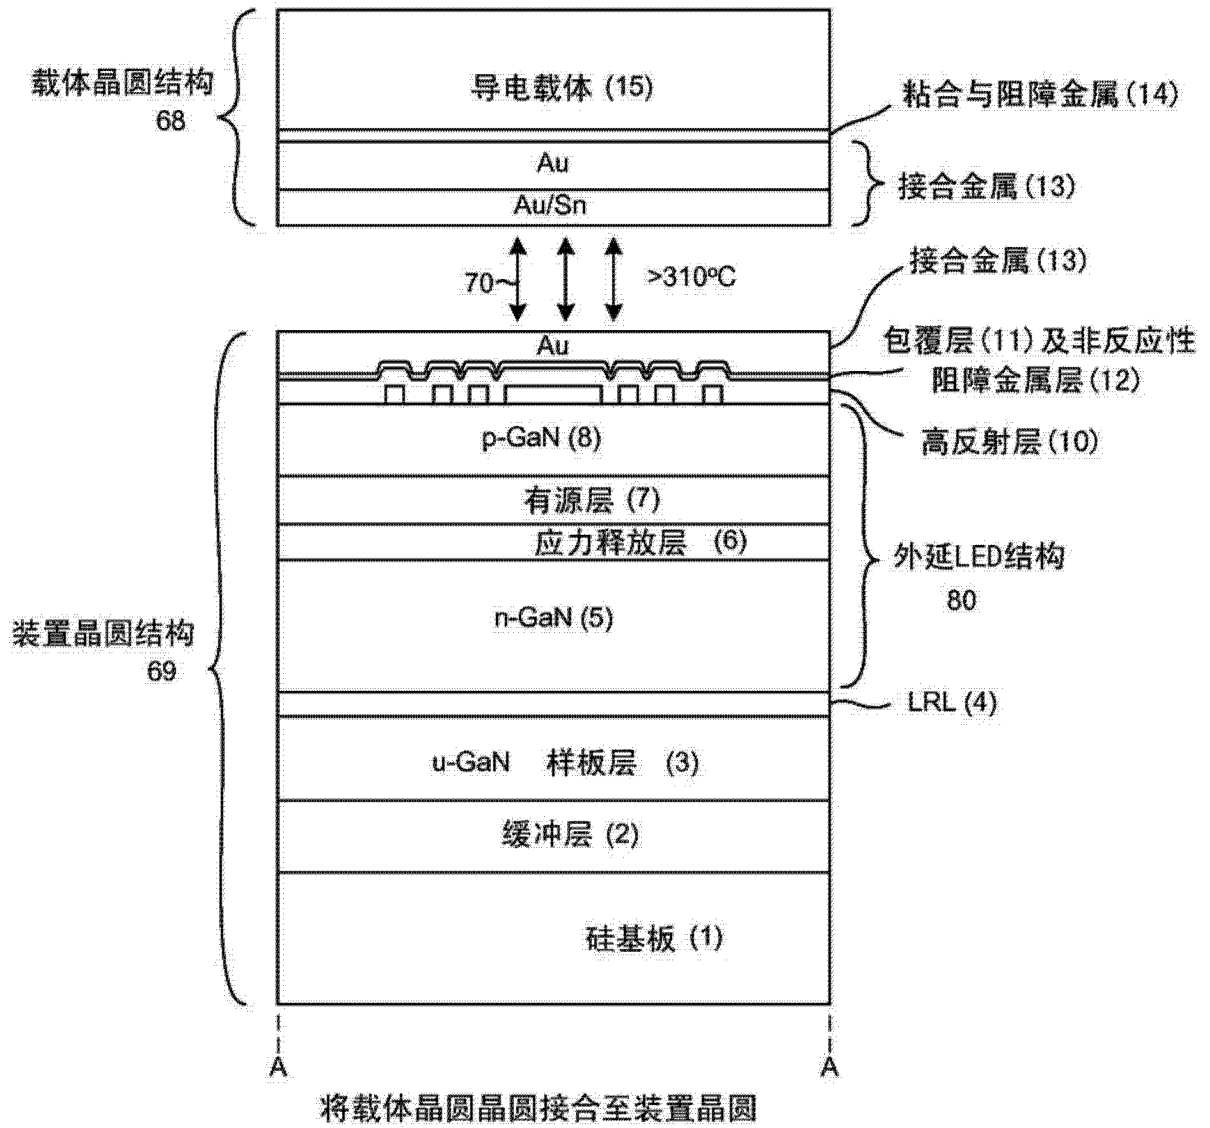 载体晶圆结构
68
导电载体 (15)
粘合与阻障金属(14)
Au
接合金属(13)
Au/Sn
70
>310ºC
接合金属(13)
Au
包覆层(11)及非反应性
阻障金属层(12)
高反射层(10)
p-GaN (8)
有源层 (7)
应力释放层 (6)
外延LED结构
80
n-GaN (5)
装置晶圆结构
69
LRL (4)
u-GaN 样板层 (3)
缓冲层 (2)
硅基板 (1)
A A
将载体晶圆晶圆接合至装置晶圆